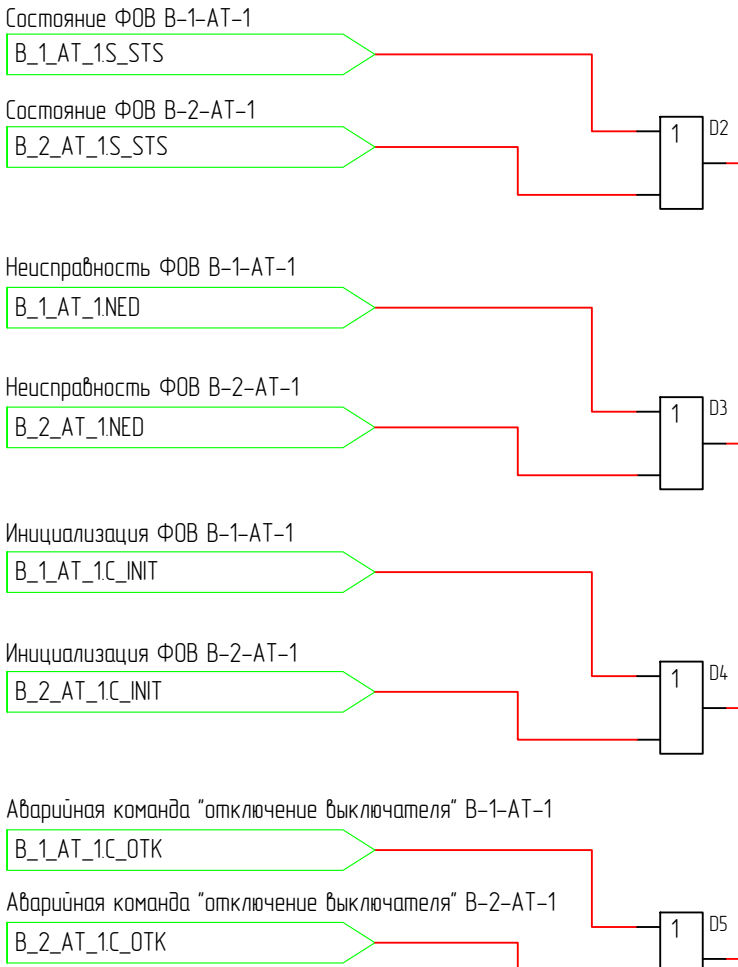 Состояние ФОВ В-1-АТ-1
B_1_AT_1.S_STS
Состояние ФОВ В-2-АТ-1
B_2_AT_1.S_STS
1 D2
Неисправность ФОВ В-1-АТ-1
B_1_AT_1.NED
Неисправность ФОВ В-2-АТ-1
B_2_AT_1.NED
1 D3
Инициализация ФОВ В-1-АТ-1
B_1_AT_1.C_INIT
Инициализация ФОВ В-2-АТ-1
B_2_AT_1.C_INIT
1 D4
Аварийная команда "отключение выключателя" В-1-АТ-1
B_1_AT_1.C_OTK
Аварийная команда "отключение выключателя" В-2-АТ-1
B_2_AT_1.C_OTK
1 D5